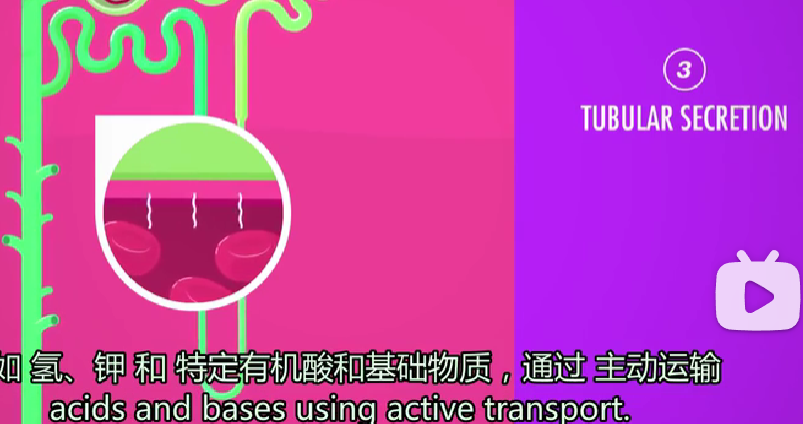 3
TUBULAR SECRETION
如 氢、钾 和 特定有机酸和基础物质，通过 主动运输
acids and bases using active transport.